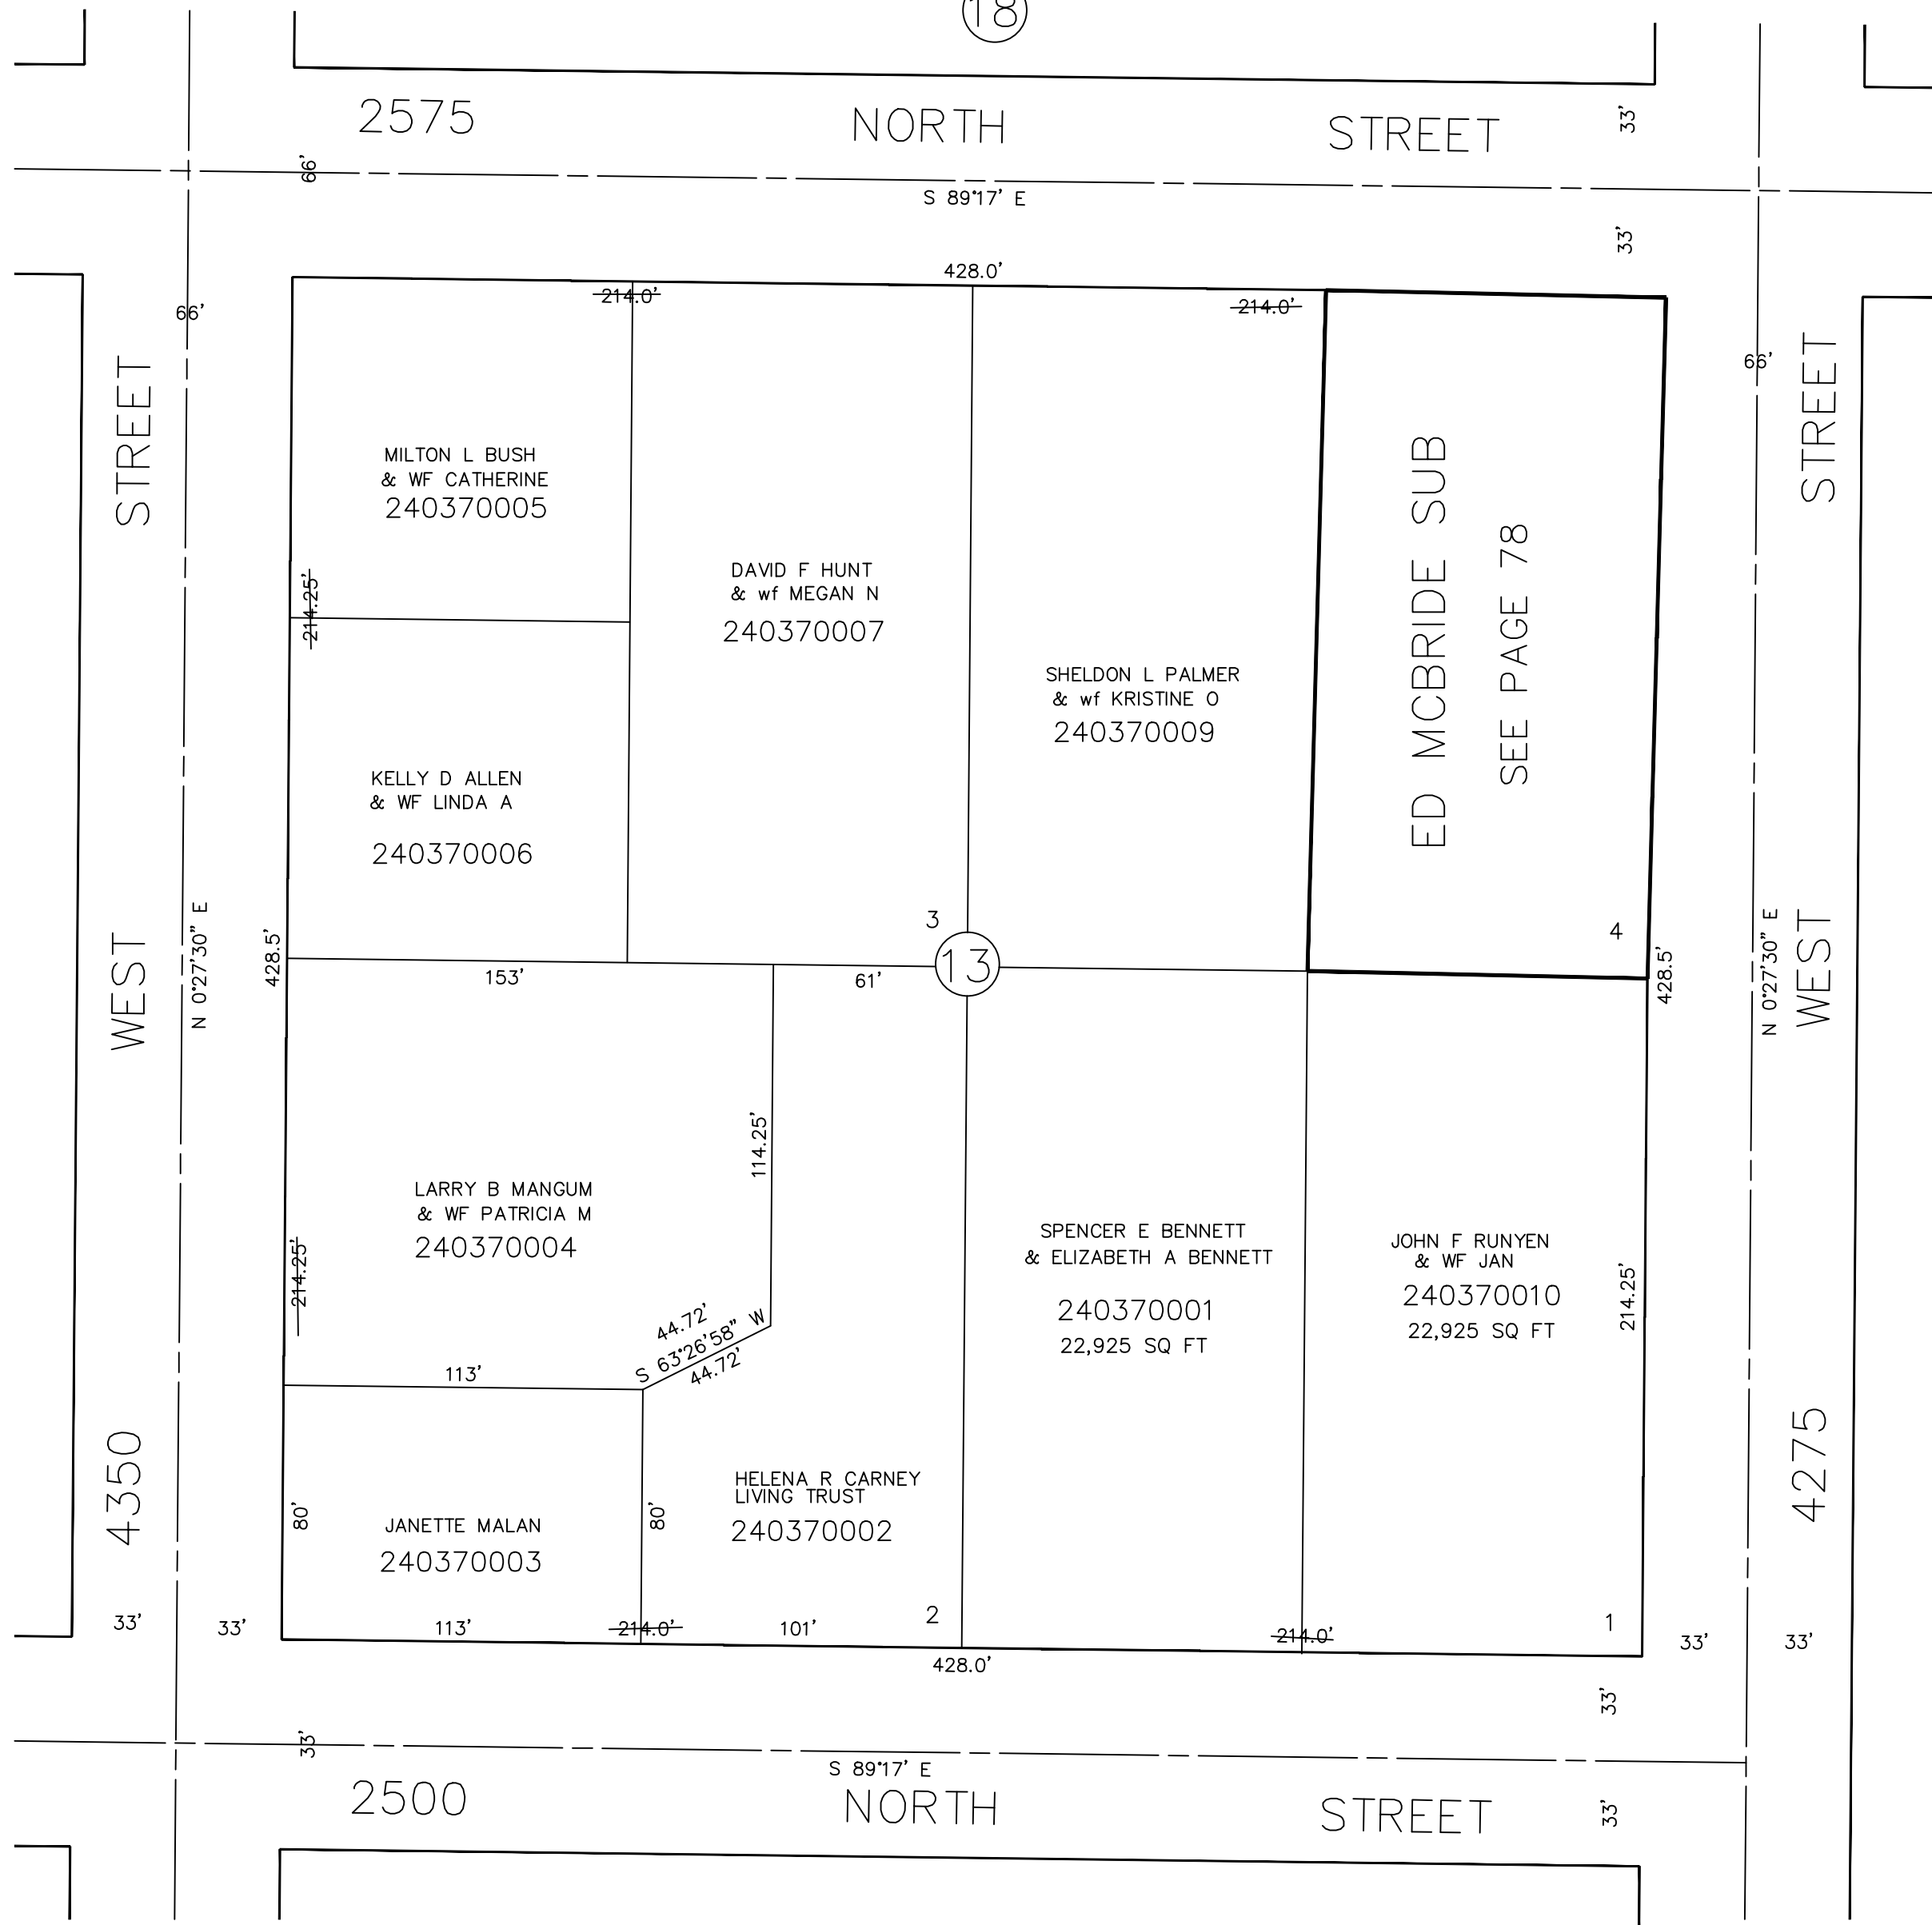 18
2575 NORTH STREET
33'
66'
S 89°17' E
33'
428.0'
214.0'
214.0'
66'
66'
STREET
STREET
MILTON L BUSH
& WF CATHERINE
240370005
DAVID F HUNT
& wf MEGAN N
240370007
214.25'
SHELDON L PALMER
& wf KRISTINE O
240370009
ED MCBRIDE SUB
SEE PAGE 78
KELLY D ALLEN
& WF LINDA A
240370006
3
4
13
WEST
N 0°27'30" E
428.5'
153'
61'
428.5'
N 0°27'30" E
WEST
114.25'
LARRY B MANGUM
& WF PATRICIA M
240370004
214.25'
SPENCER E BENNETT
& ELIZABETH A BENNETT
240370001
22,925 SQ FT
JOHN F RUNYEN
& WF JAN
240370010
22,925 SQ FT
214.25'
44.72'
S 63°26'58" W
44.72'
113'
4350
4275
80'
80'
JANETTE MALAN
240370003
HELENA R CARNEY
LIVING TRUST
240370002
2
1
33'
33'
113'
214.0'
101'
214.0'
33'
33'
428.0'
33'
33'
S 89°17' E
2500 NORTH STREET
33'